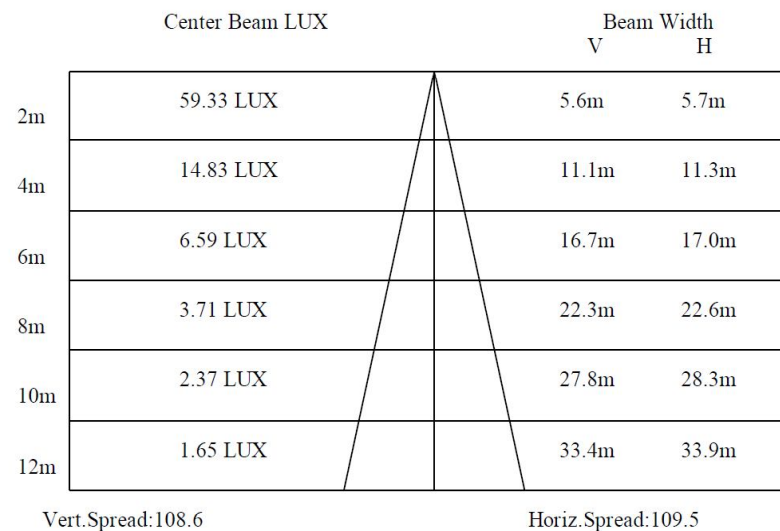 Center Beam LUX Beam Width
V H
2m 59.33 LUX 5.6m 5.7m
4m 14.83 LUX 11.1m 11.3m
6m 6.59 LUX 16.7m 17.0m
8m 3.71 LUX 22.3m 22.6m
10m 2.37 LUX 27.8m 28.3m
12m 1.65 LUX 33.4m 33.9m
Vert.Spread:108.6 Horiz.Spread:109.5